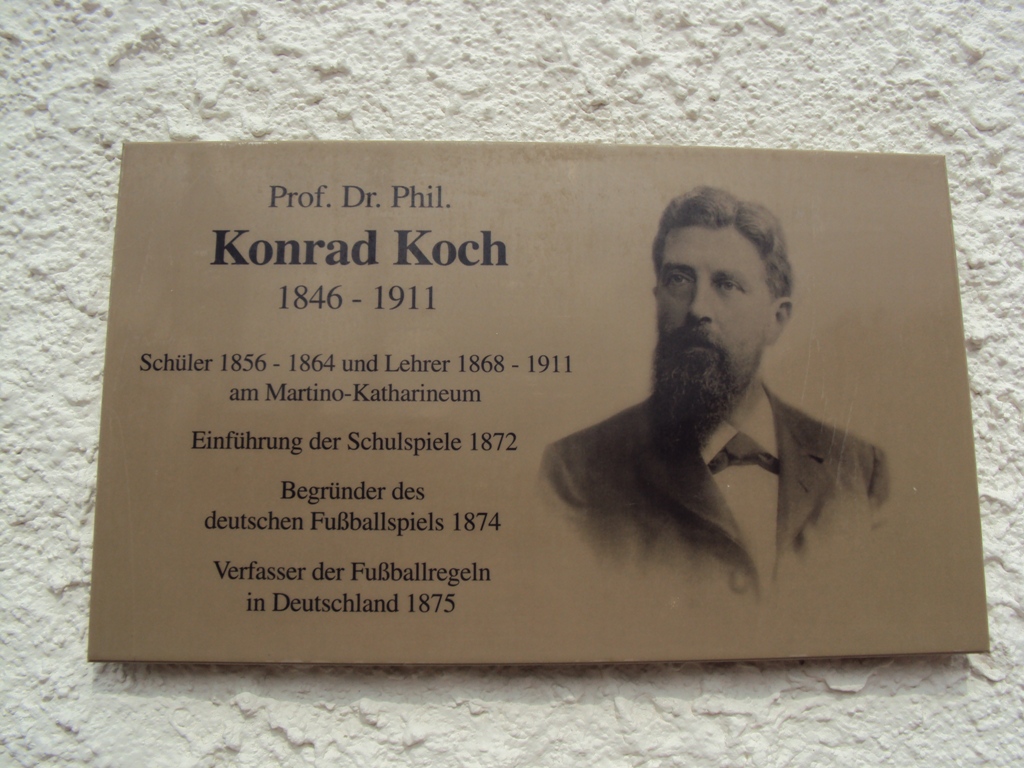 Prof. Dr. Phil.
Konrad Koch
1846 - 1911
Schüler 1856 - 1864 und Lehrer 1868 - 1911
am Martino-Katharineum
Einführung der Schulspiele 1872
Begründer des
deutschen Fußballspiels 1874
Verfasser der Fußballregeln
in Deutschland 1875